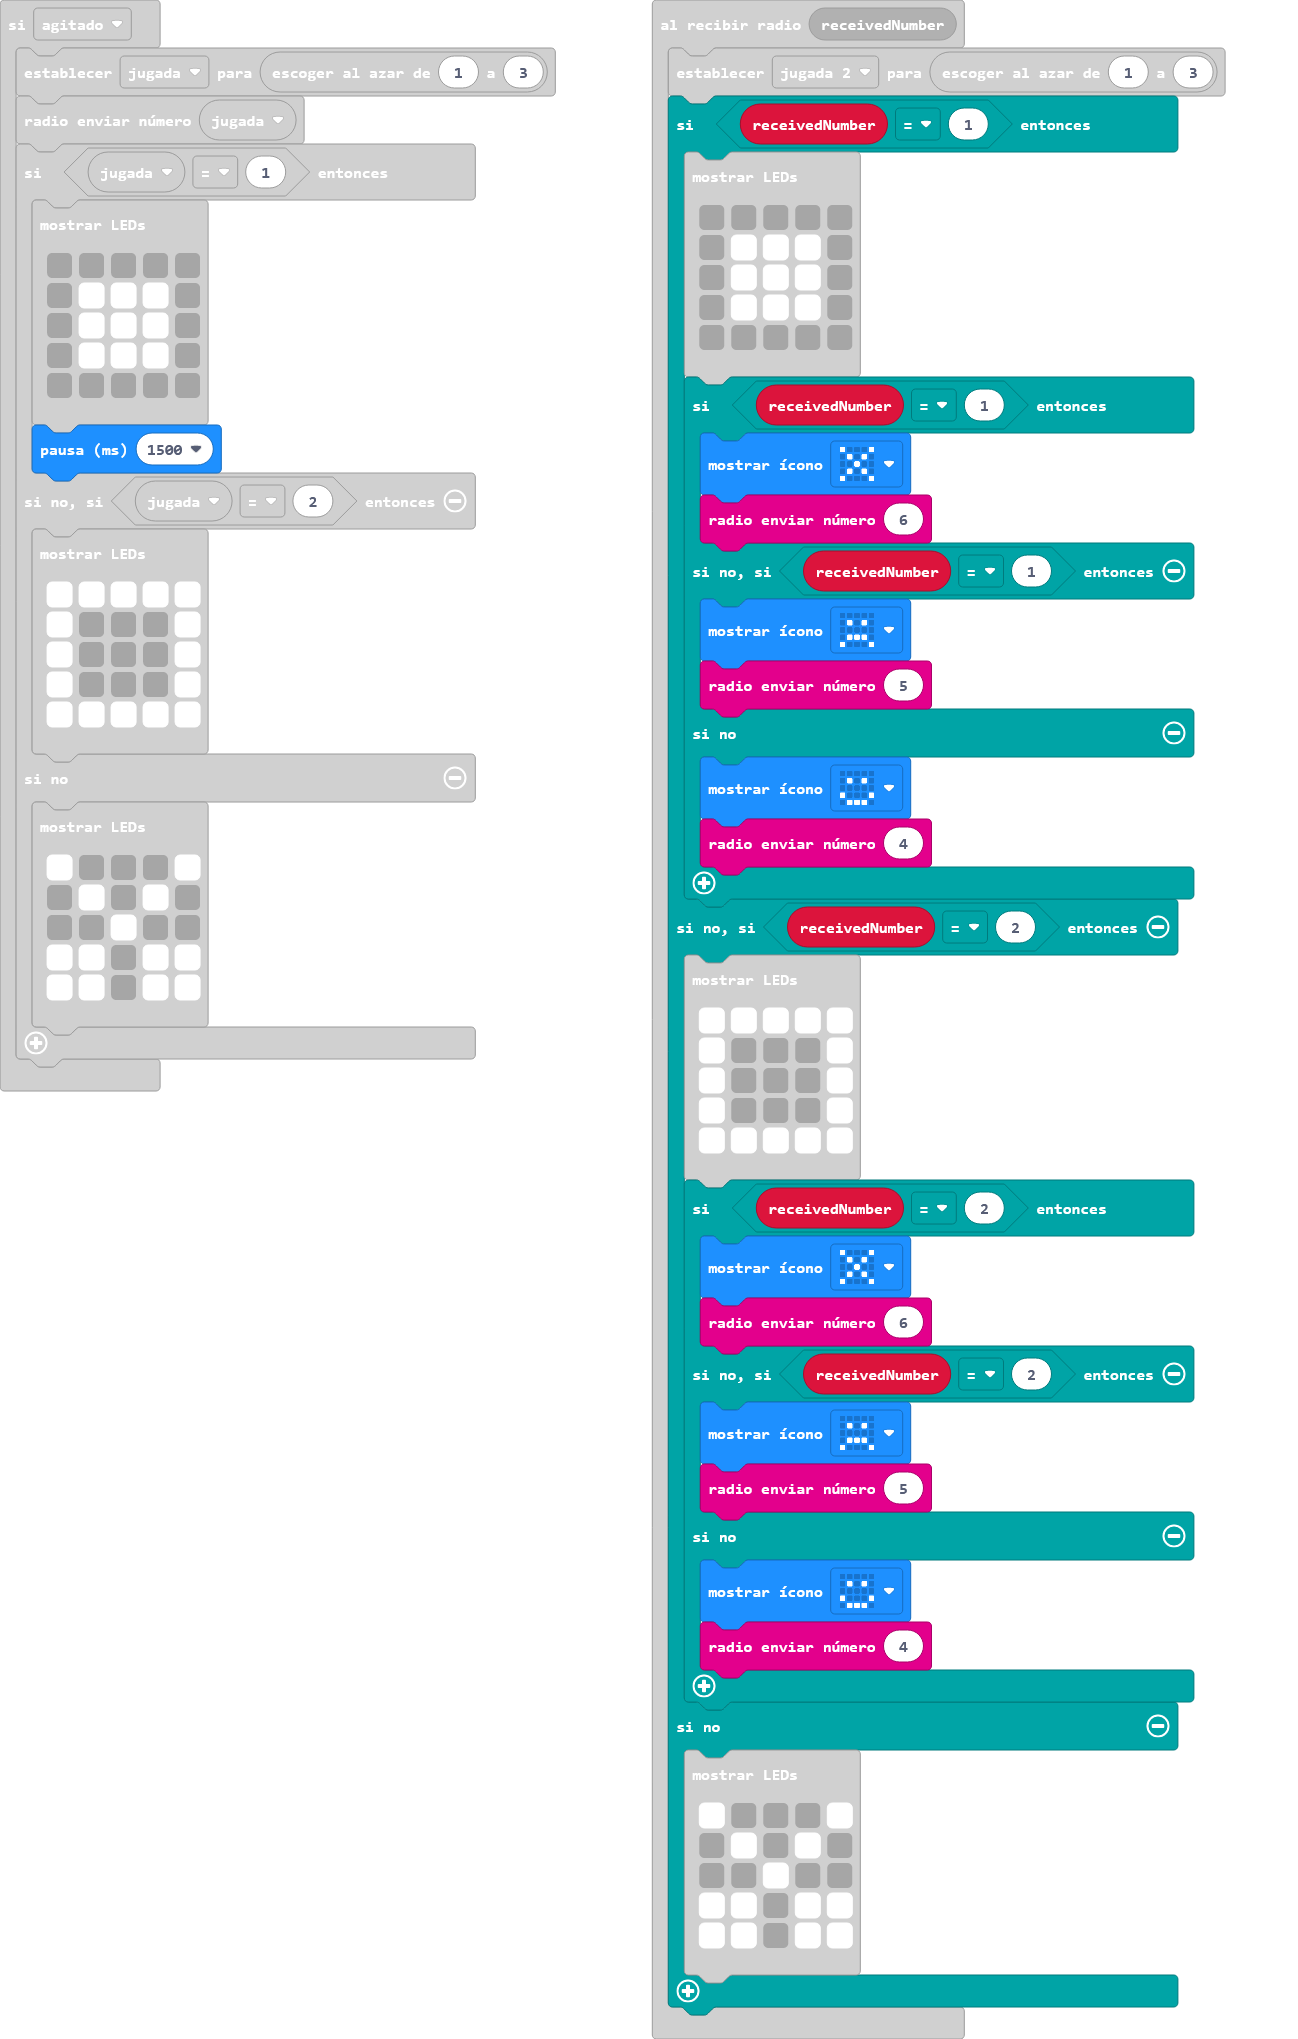 si agitado
establecer jugada para escoger al azar de 1 a 3
radio enviar número jugada
si jugada = 1 entonces
mostrar LEDs
pausa (ms) 1500
si no, si jugada = 2 entonces
mostrar LEDs
si no
mostrar LEDs
al recibir radio receivedNumber
establecer jugada 2 para escoger al azar de 1 a 3
si receivedNumber = 1 entonces
mostrar LEDs
si receivedNumber = 1 entonces
mostrar ícono
radio enviar número 6
si no, si receivedNumber = 1 entonces
mostrar ícono
radio enviar número 5
si no
mostrar ícono
radio enviar número 4
si no, si receivedNumber = 2 entonces
mostrar LEDs
si receivedNumber = 2 entonces
mostrar ícono
radio enviar número 6
si no, si receivedNumber = 2 entonces
mostrar ícono
radio enviar número 5
si no
mostrar ícono
radio enviar número 4
si no
mostrar LEDs